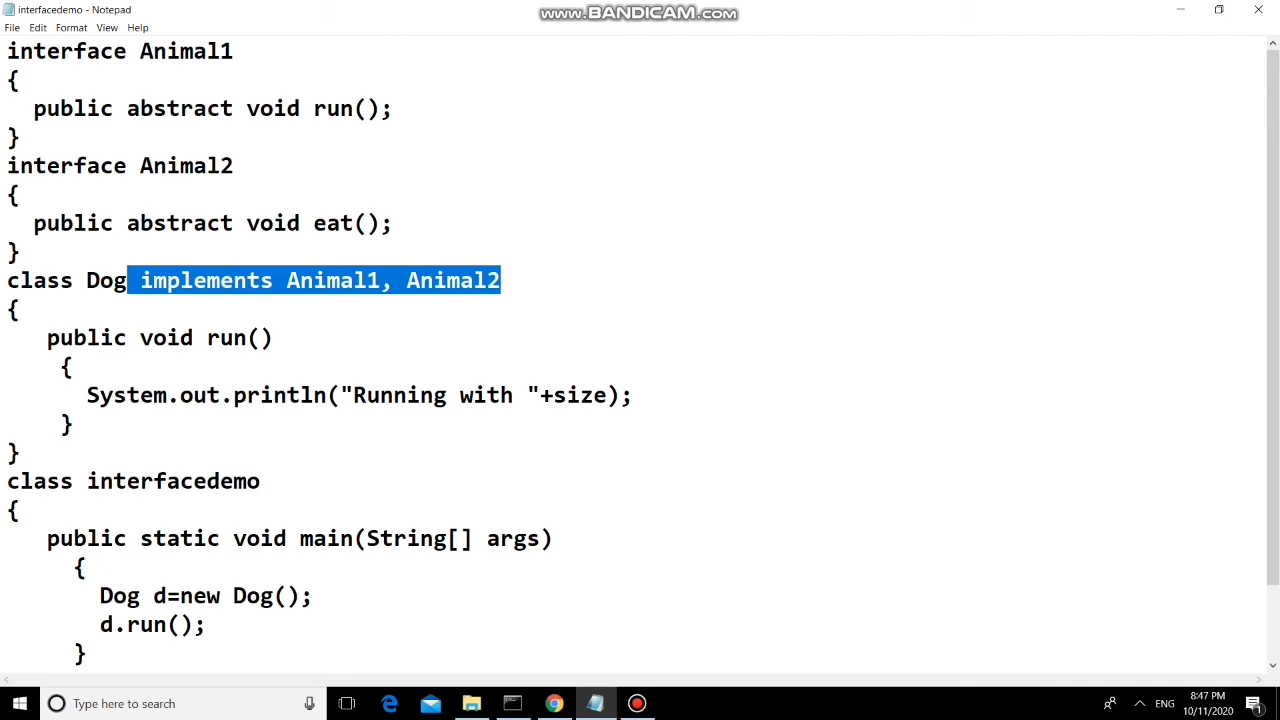 interfacedemo - Notepad
www.BANDICAM.com
File Edit Format View Help
interface Animal1
{
public abstract void run();
}
interface Animal2
{
public abstract void eat();
}
class Dog implements Animal1, Animal2
{
public void run()
{
System.out.println("Running with "+size);
}
}
class interfacedemo
{
public static void main(String[] args)
{
Dog d=new Dog();
d.run();
}
Type here to search
ENG
8:47 PM
10/11/2020
1